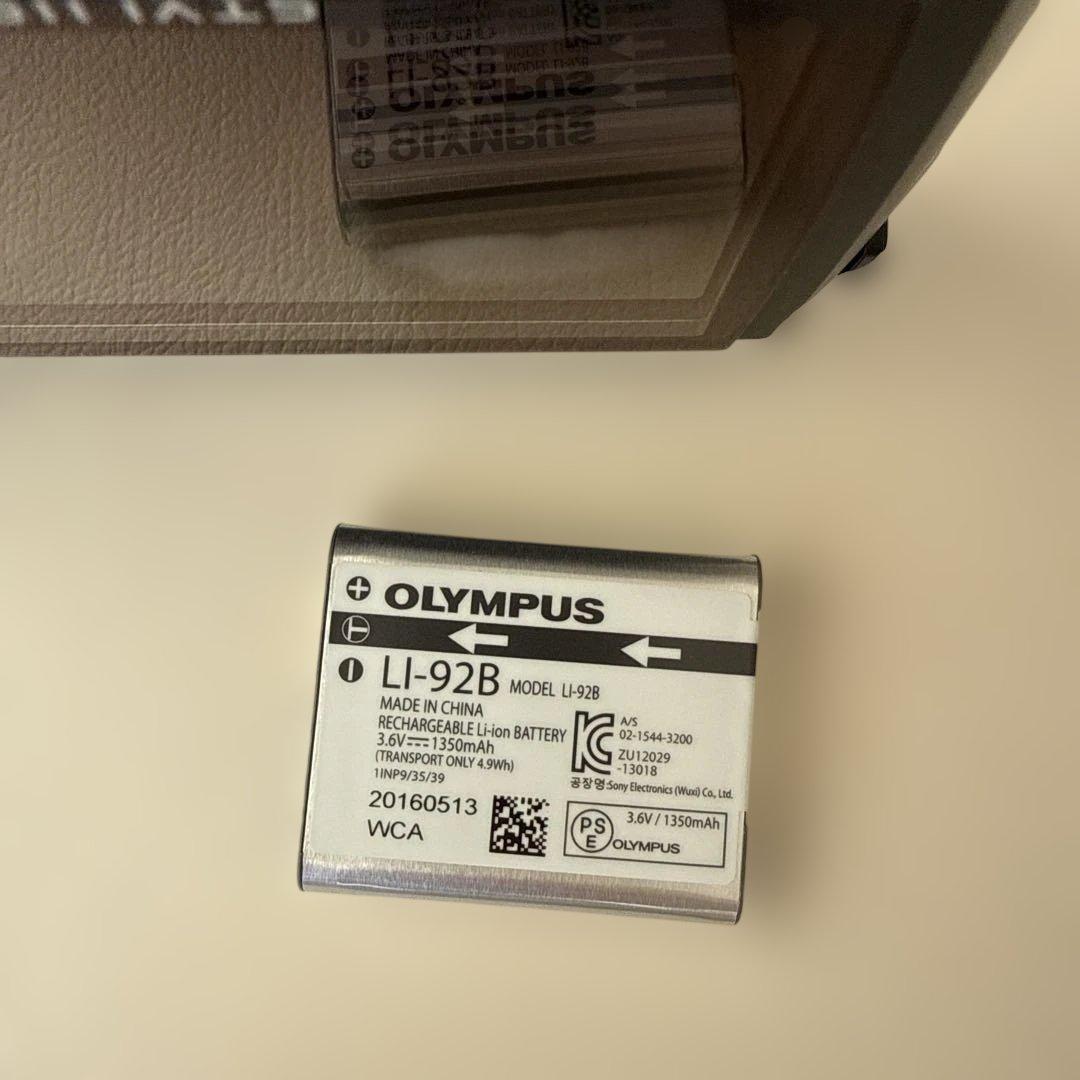 OLYMPUS
LI-92B MODEL LI-92B
MADE IN CHINA
RECHARGEABLE Li-ion BATTERY
3.6V⎓1350mAh
(TRANSPORT ONLY 4.9Wh)
1INP9/35/39
20160513
WCA
A/S
02-1544-3200
ZU12029
-13018
공장명:Sony Electronics (Wuxi) Co., Ltd.
PSE
3.6V / 1350mAh
OLYMPUS